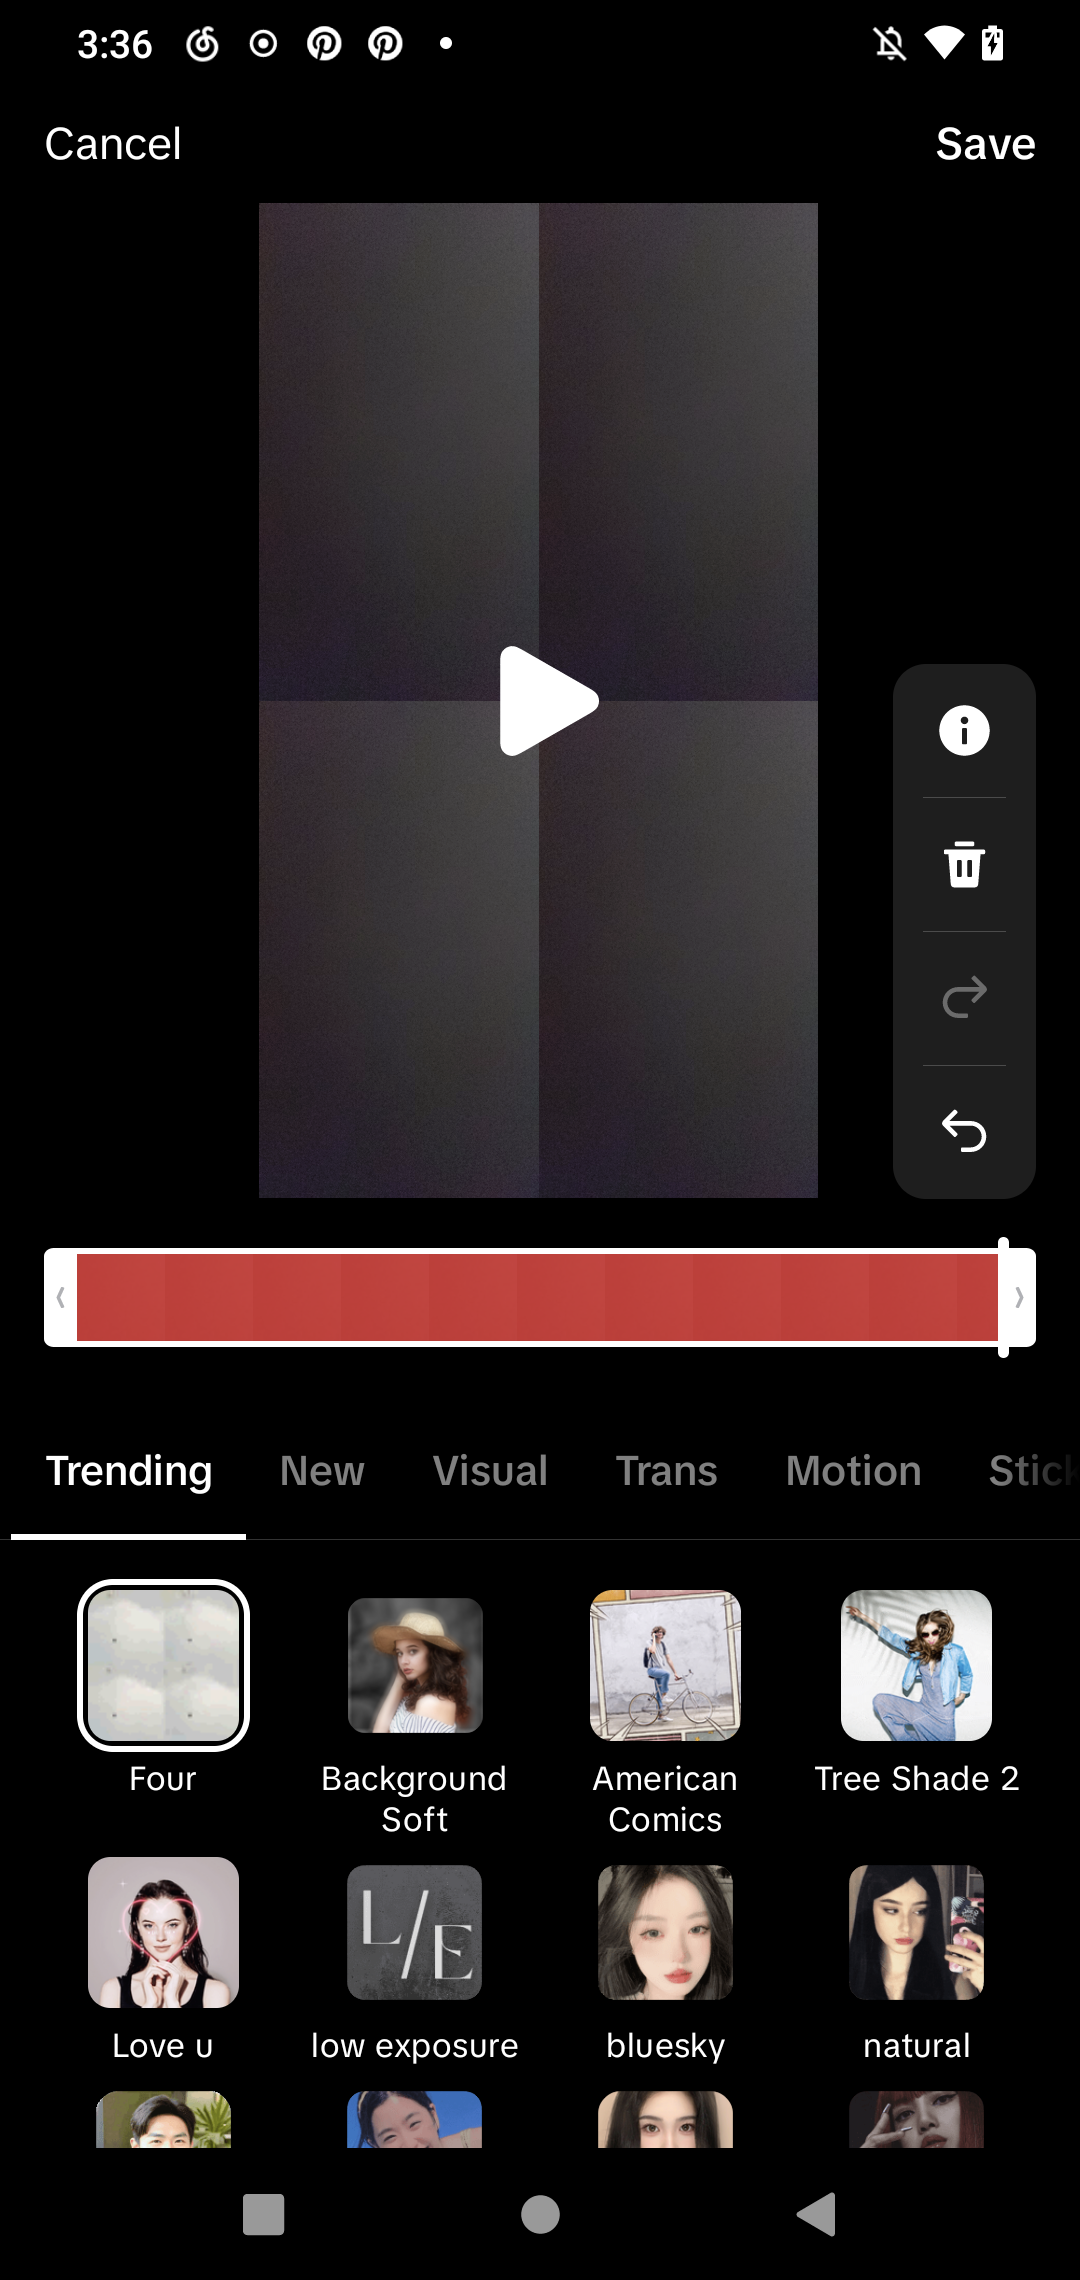 3:36
Cancel
Save
Trending
New
Visual
Trans
Motion
Stick
Four
Background
Soft
American
Comics
Tree Shade 2
L/E
Love u
low exposure
bluesky
natural